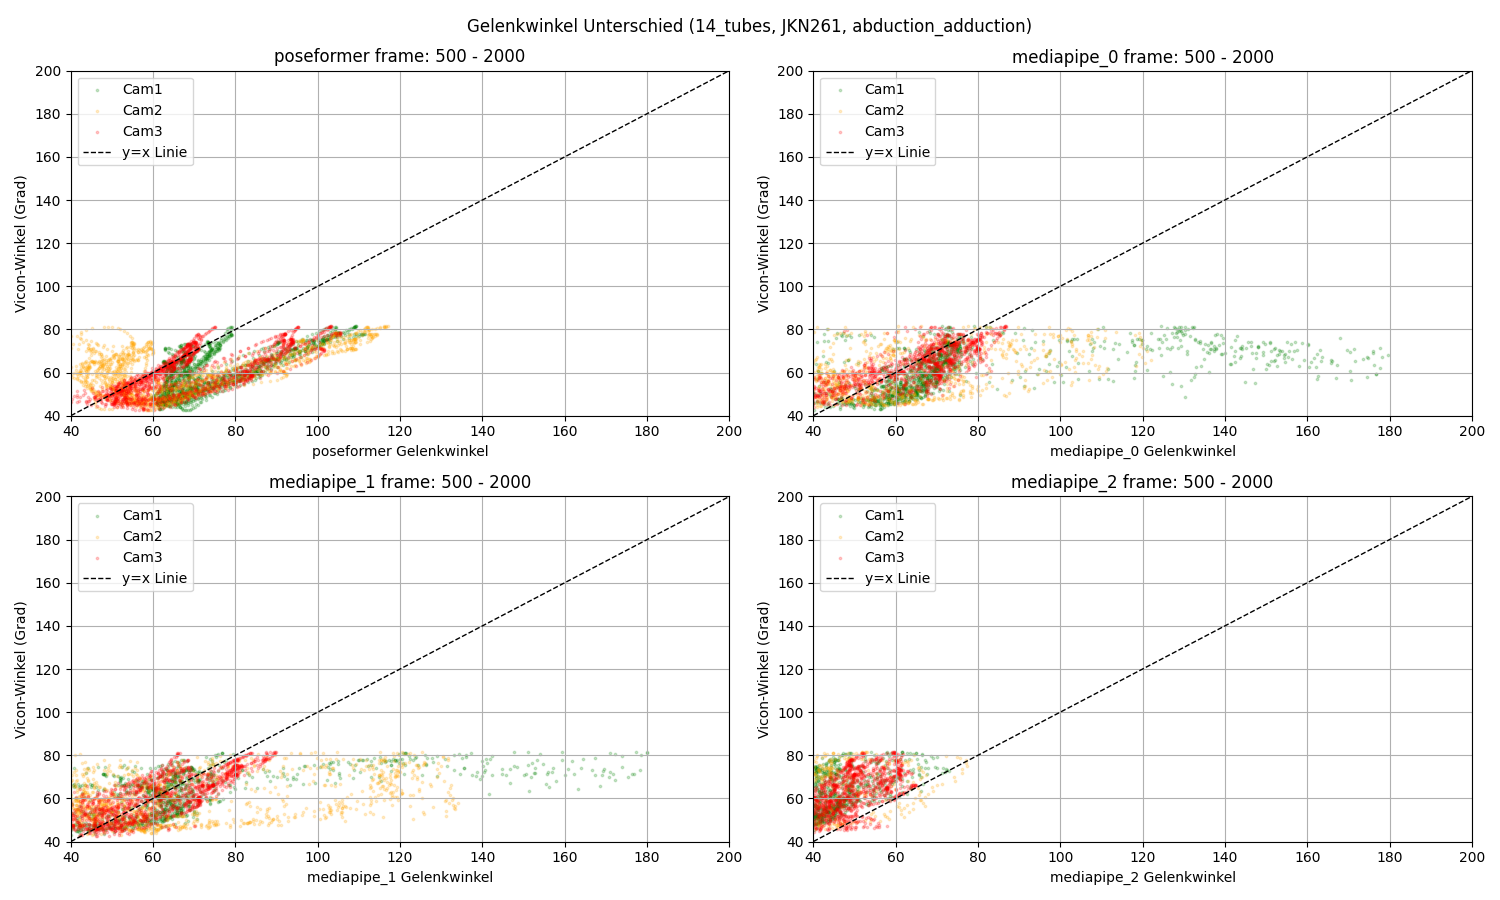 Gelenkwinkel Unterschied (14_tubes, JKN261, abduction_adduction)
poseformer frame: 500 - 2000
200
180
160
140
120
100
80
60
40
Vicon-Winkel (Grad)
Cam1
Cam2
Cam3
y=x Linie
40 60 80 100 120 140 160 180 200
poseformer Gelenkwinkel
mediapipe_0 frame: 500 - 2000
200
180
160
140
120
100
80
60
40
Vicon-Winkel (Grad)
Cam1
Cam2
Cam3
y=x Linie
40 60 80 100 120 140 160 180 200
mediapipe_0 Gelenkwinkel
mediapipe_1 frame: 500 - 2000
200
180
160
140
120
100
80
60
40
Vicon-Winkel (Grad)
Cam1
Cam2
Cam3
y=x Linie
40 60 80 100 120 140 160 180 200
mediapipe_1 Gelenkwinkel
mediapipe_2 frame: 500 - 2000
200
180
160
140
120
100
80
60
40
Vicon-Winkel (Grad)
Cam1
Cam2
Cam3
y=x Linie
40 60 80 100 120 140 160 180 200
mediapipe_2 Gelenkwinkel